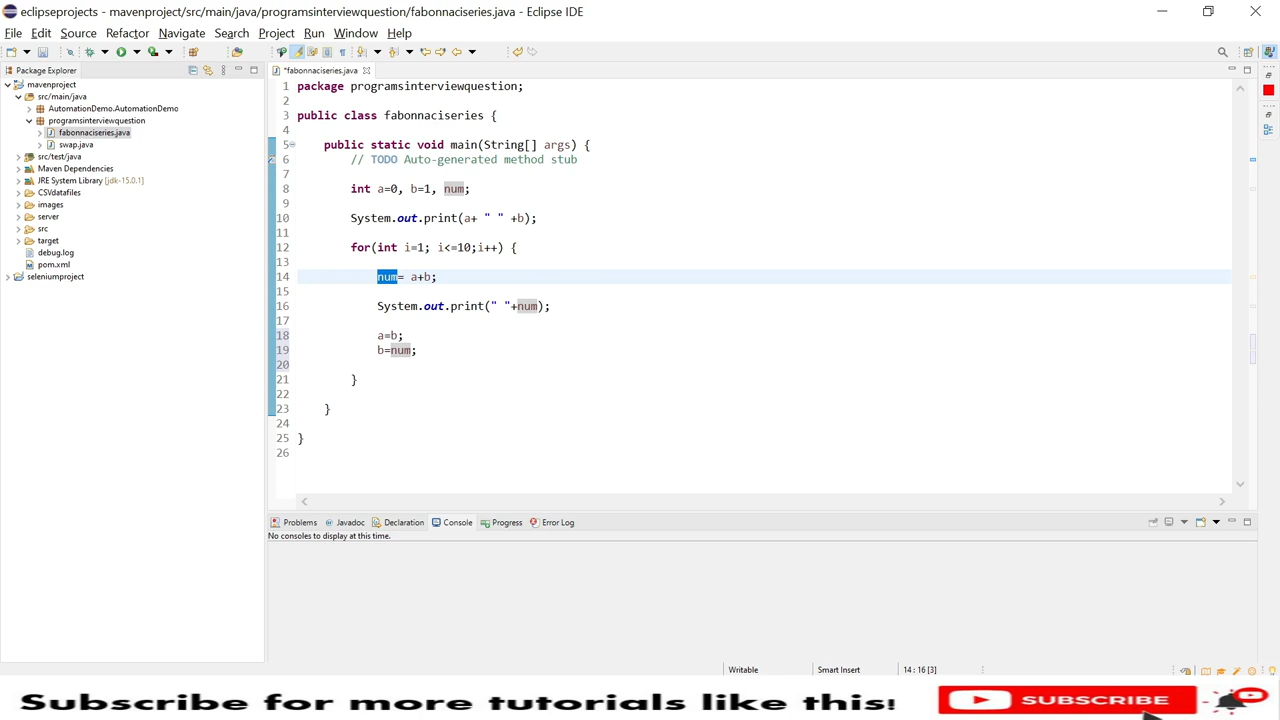 eclipseprojects - mavenproject/src/main/java/programsinterviewquestion/fabonnaciseries.java - Eclipse IDE
File Edit Source Refactor Navigate Search Project Run Window Help
Package Explorer
mavenproject
src/main/java
AutomationDemo.AutomationDemo
programsinterviewquestion
fabonnaciseries.java
swap.java
src/test/java
Maven Dependencies
JRE System Library [jdk-15.0.1]
CSVdatafiles
images
server
src
target
debug.log
pom.xml
seleniumproject
*fabonnaciseries.java
1 package programsinterviewquestion;
2
3 public class fabonnaciseries {
4
5 public static void main(String[] args) {
6 // TODO Auto-generated method stub
7
8 int a=0, b=1, num;
9
10 System.out.print(a+ " " +b);
11
12 for(int i=1; i<=10;i++) {
13
14 num= a+b;
15
16 System.out.print(" "+num);
17
18 a=b;
19 b=num;
20
21 }
22
23 }
24
25 }
26
Problems Javadoc Declaration Console Progress Error Log
No consoles to display at this time.
Writable Smart Insert 14 : 16 [3]
Subscribe for more tutorials like this! SUBSCRIBE